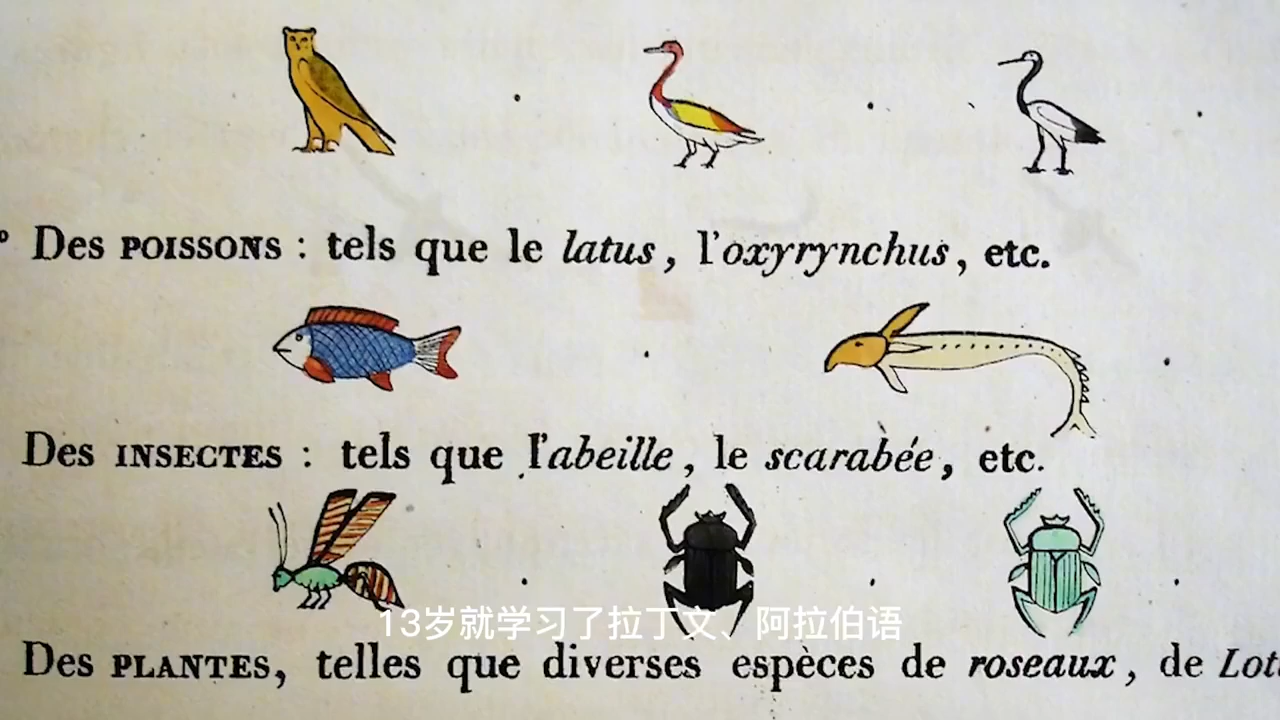 Des POISSONS : tels que le latus, l'oxyrynchus, etc.
Des INSECTES : tels que l'abeille, le scarabée, etc.
13岁就学习了拉丁文、阿拉伯语
Des PLANTES, telles que diverses espèces de roseaux, de